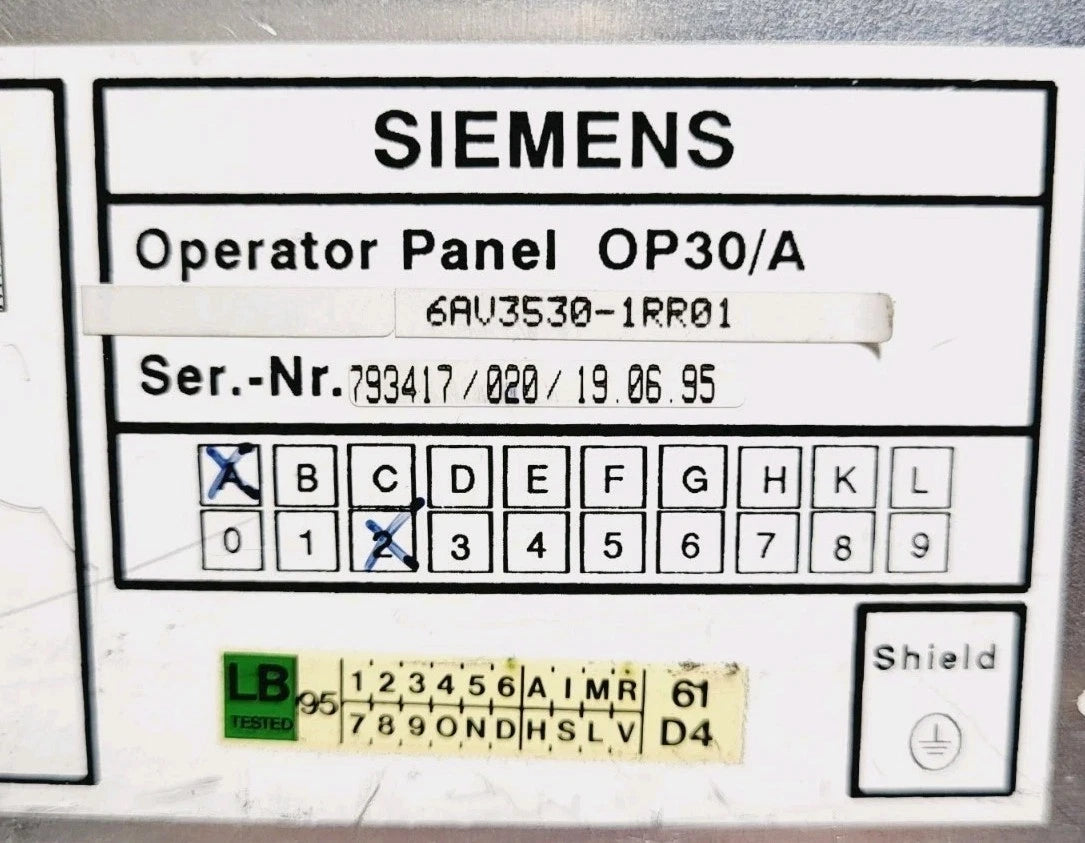 SIEMENS
Operator Panel OP30/A
6AV3530-1RR01
Ser.-Nr. 793417/020/ 19.06.95
A B C D E F G H K L
0 1 2 3 4 5 6 7 8 9
Shield
LB TESTED 95 1 2 3 4 5 6 A I M R 61
7 8 9 O N D H S L V D4